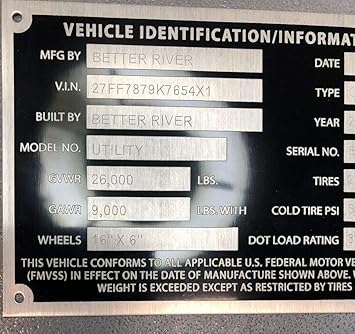 VEHICLE IDENTIFICATION/INFORMAT
MFG BY BETTER RIVER DATE
V.I.N. 27FF7879K7654X1 TYPE
BUILT BY BETTER RIVER YEAR
MODEL NO. UTILITY SERIAL NO.
GVWR 26,000 LBS. TIRES
GAWR 9,000 LBS. WITH COLD TIRE PSI
WHEELS 16" X 6" DOT LOAD RATING
THIS VEHICLE CONFORMS TO ALL APPLICABLE U.S. FEDERAL MOTOR VE
(FMVSS) IN EFFECT ON THE DATE OF MANUFACTURE SHOWN ABOVE. 
WEIGHT IS EXCEEDED EXCEPT AS RESTRICTED BY TIRES